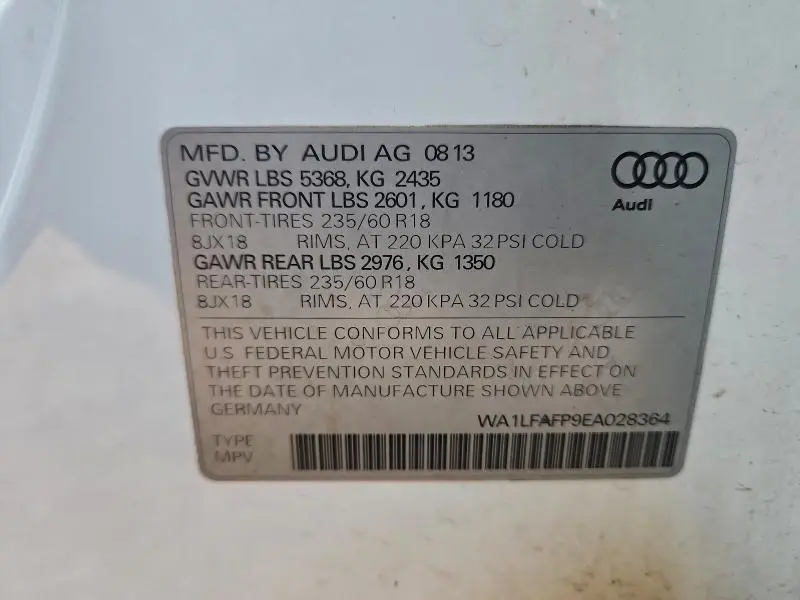 MFD. BY AUDI AG 08 13
GVWR LBS 5368, KG 2435
GAWR FRONT LBS 2601, KG 1180
FRONT-TIRES 235/60 R18
8JX18 RIMS, AT 220 KPA 32 PSI COLD
GAWR REAR LBS 2976, KG 1350
REAR-TIRES 235/60 R18
8JX18 RIMS, AT 220 KPA 32 PSI COLD
Audi
THIS VEHICLE CONFORMS TO ALL APPLICABLE
U.S. FEDERAL MOTOR VEHICLE SAFETY AND
THEFT PREVENTION STANDARDS IN EFFECT ON
THE DATE OF MANUFACTURE SHOWN ABOVE
GERMANY
WA1LFAFP9EA028364
TYPE
MPV